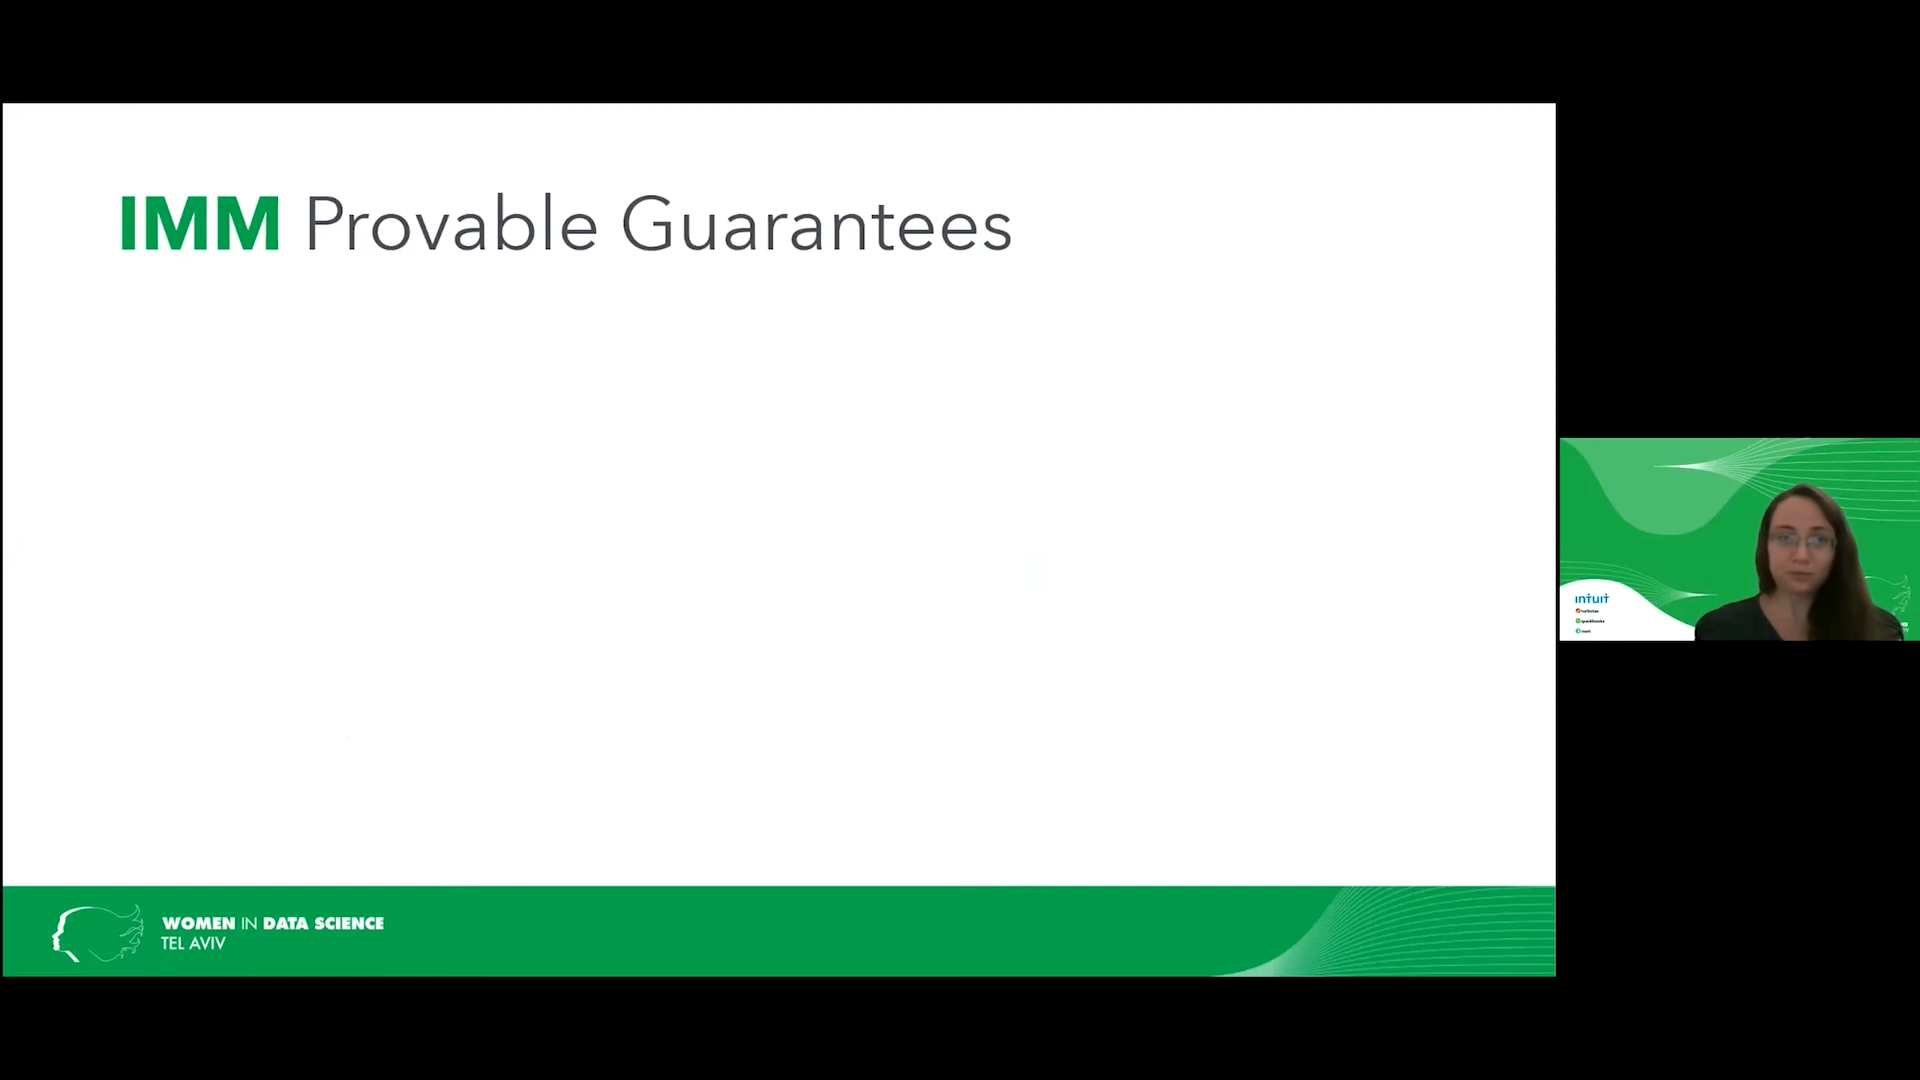 IMM Provable Guarantees
WOMEN IN DATA SCIENCE
TEL AVIV
intuit
turbotax
quickbooks
mint